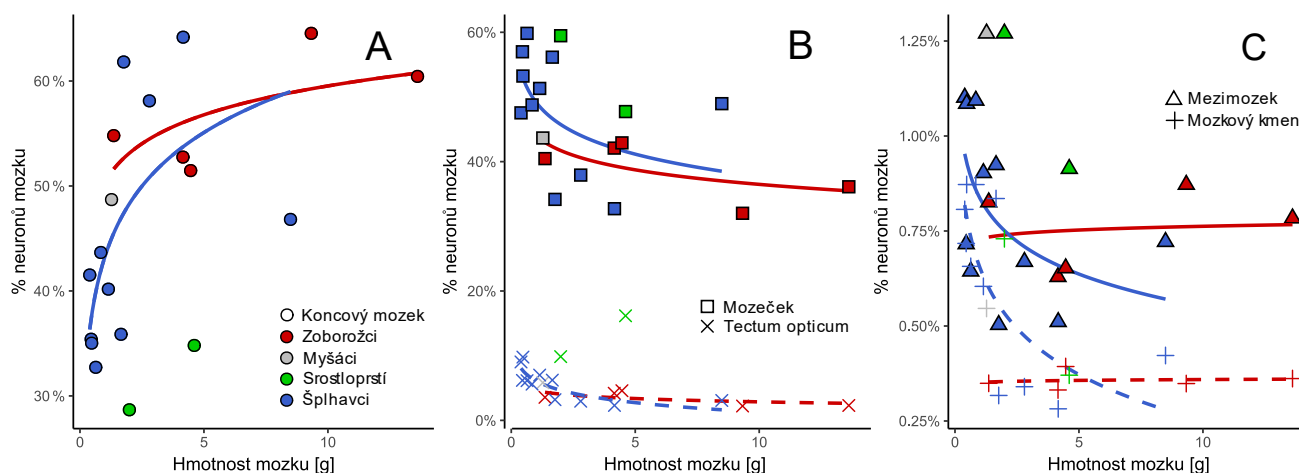 A
% neuronů mozku
60 %
50 %
40 %
30 %
0
5
10
Hmotnost mozku [g]
Koncový mozek
Zoborožci
Myšáci
Srostloprstí
Šplhavci
B
% neuronů mozku
60%
40%
20%
0%
0
5
10
Hmotnost mozku [g]
Mozeček
Tectum opticum
C
% neuronů mozku
1.25%
1.00%
0.75%
0.50%
0.25%
0
5
10
Hmotnost mozku [g]
Mezimozek
Mozkový kmen